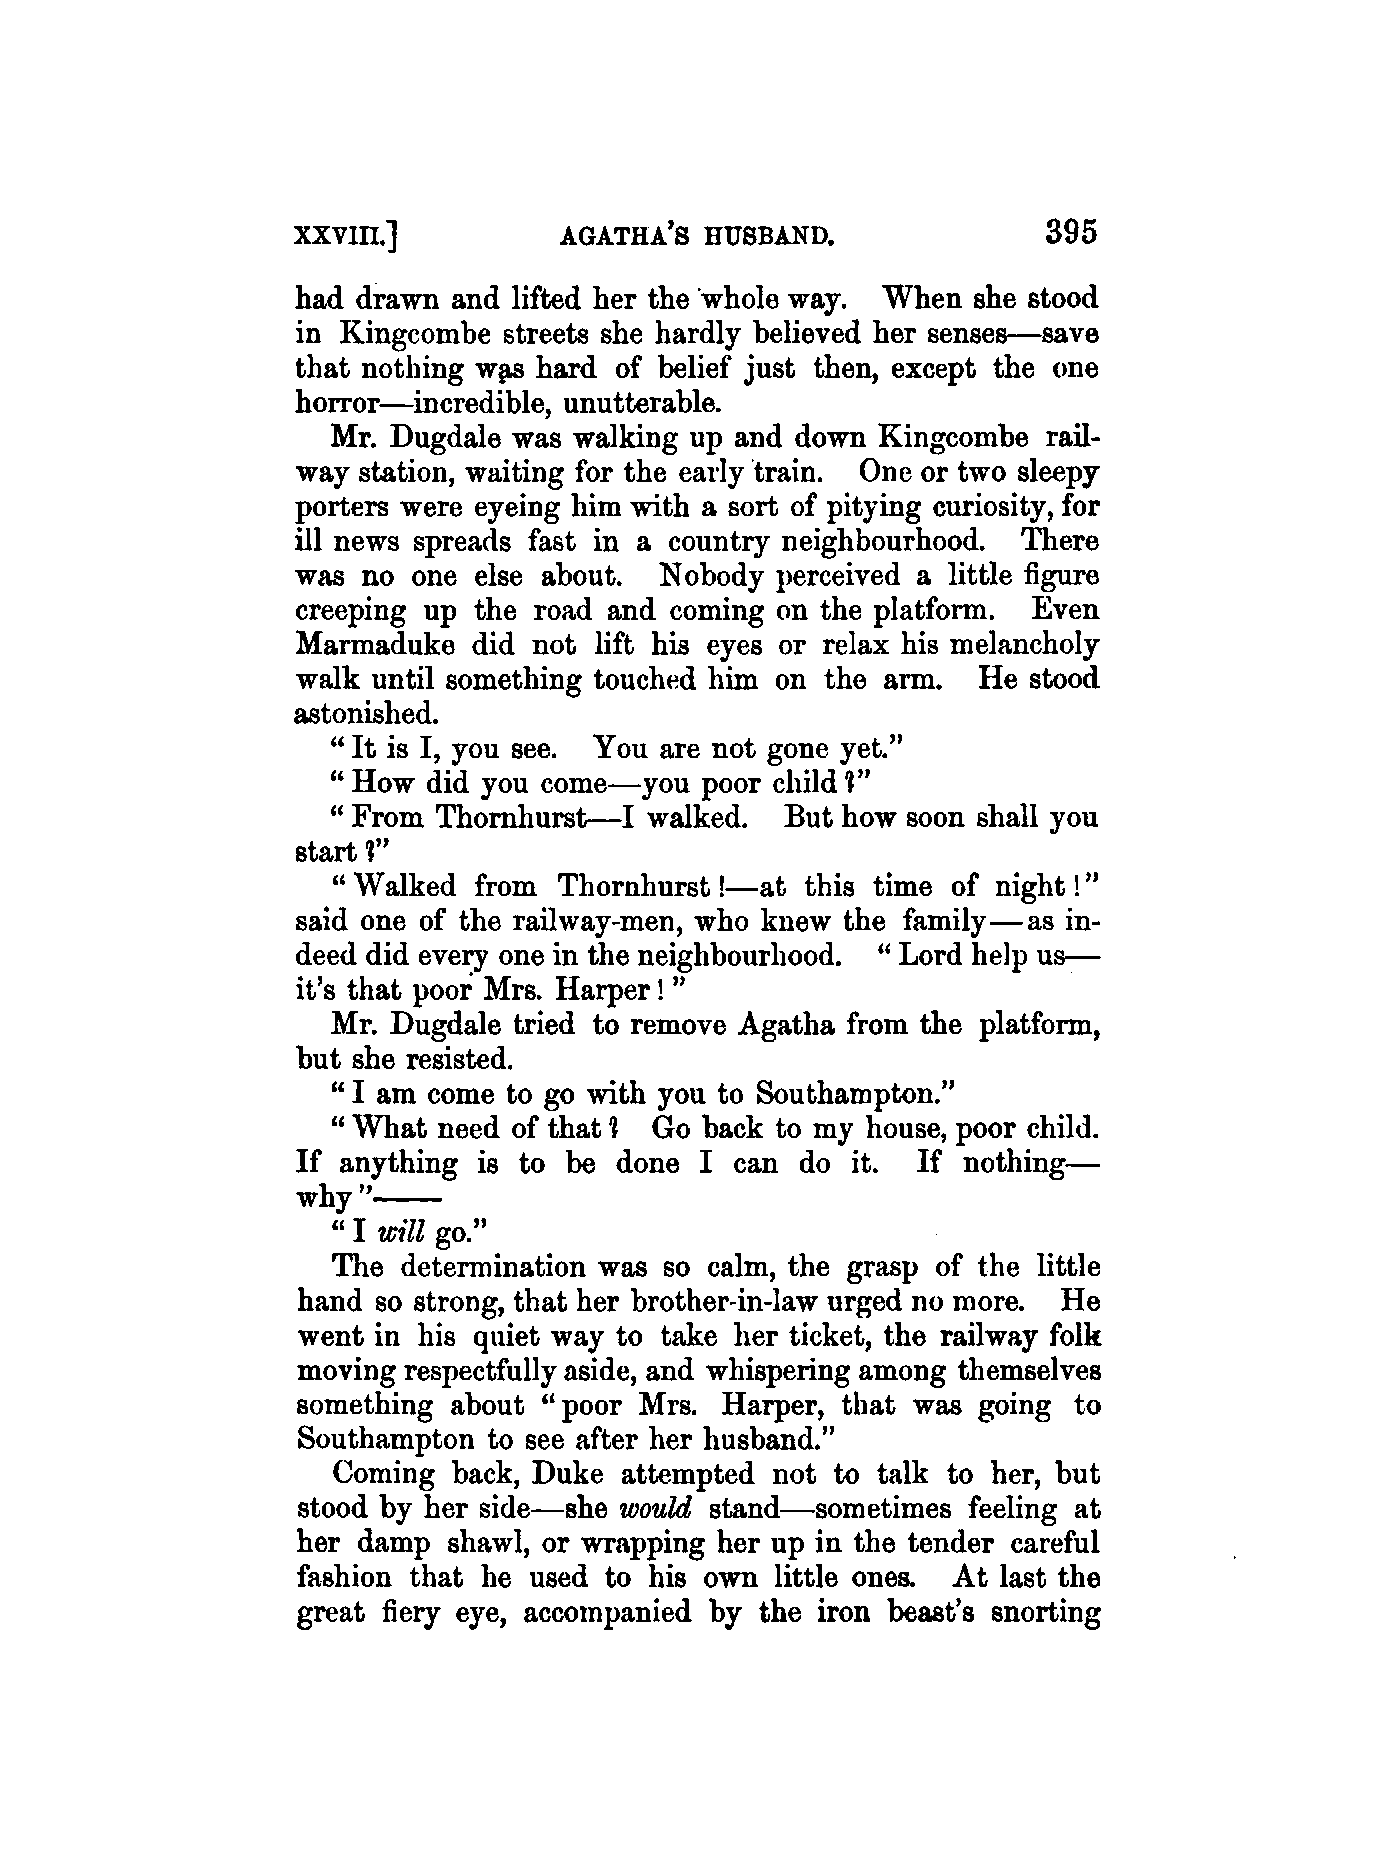 XXVIII.] AGATHA'S HUSBAND. 395
had drawn and lifted her the whole way. When she stood
in Kingcombe streets she hardly believed her senses—save
that nothing was hard of belief just then, except the one
horror—incredible, unutterable.
Mr. Dugdale was walking up and down Kingcombe rail-
way station, waiting for the early train. One or two sleepy
porters were eyeing him with a sort of pitying curiosity, for
ill news spreads fast in a country neighbourhood. There
was no one else about. Nobody perceived a little figure
creeping up the road and coming on the platform. Even
Marmaduke did not lift his eyes or relax his melancholy
walk until something touched him on the arm. He stood
astonished.
"It is I, you see. You are not gone yet."
"How did you come—you poor child?"
"From Thornhurst—I walked. But how soon shall you
start?"
"Walked from Thornhurst!—at this time of night!"
said one of the railway-men, who knew the family—as in-
deed did every one in the neighbourhood. "Lord help us—
it's that poor Mrs. Harper!"
Mr. Dugdale tried to remove Agatha from the platform,
but she resisted.
"I am come to go with you to Southampton."
"What need of that? Go back to my house, poor child.
If anything is to be done I can do it. If nothing—
why"——
"I will go."
The determination was so calm, the grasp of the little
hand so strong, that her brother-in-law urged no more. He
went in his quiet way to take her ticket, the railway folk
moving respectfully aside, and whispering among themselves
something about "poor Mrs. Harper, that was going to
Southampton to see after her husband."
Coming back, Duke attempted not to talk to her, but
stood by her side—she would stand—sometimes feeling at
her damp shawl, or wrapping her up in the tender careful
fashion that he used to his own little ones. At last the
great fiery eye, accompanied by the iron beast's snorting